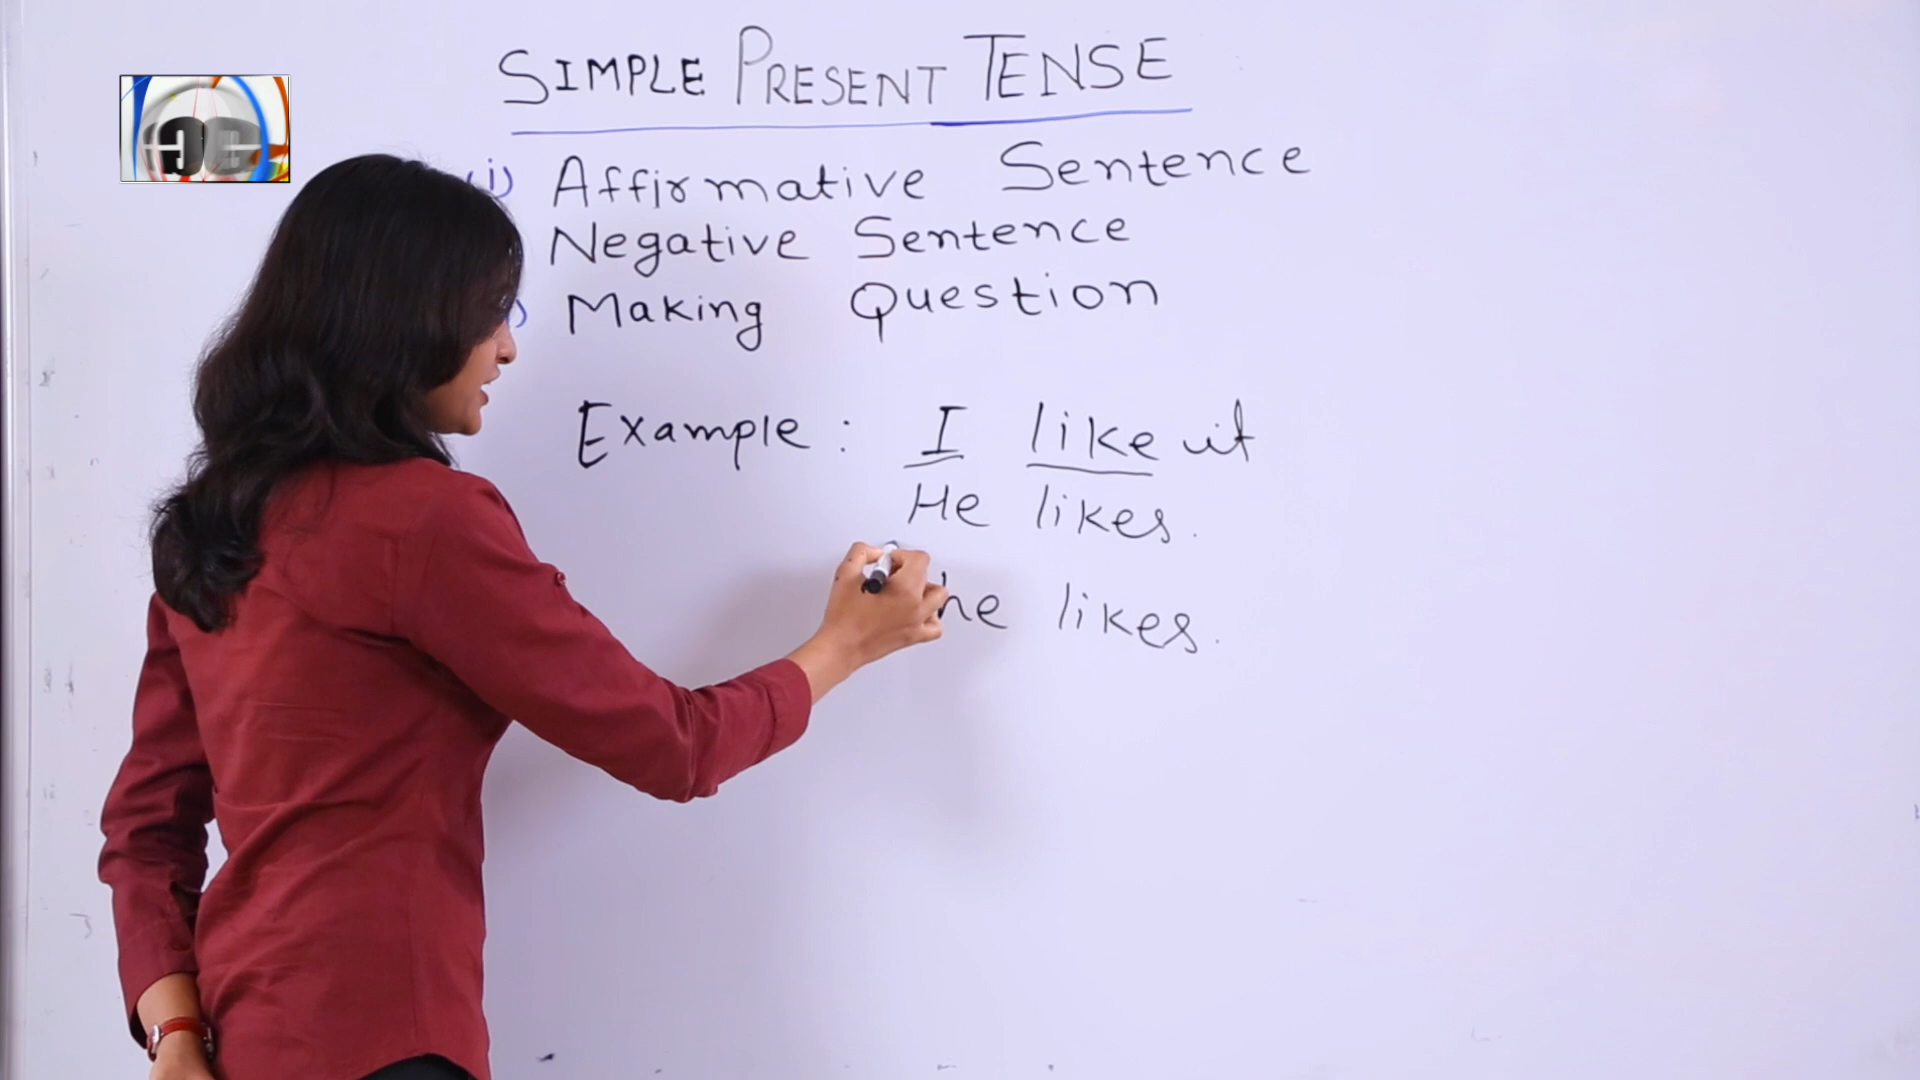 SIMPLE PRESENT TENSE
(i) Affirmative Sentence
Negative Sentence
Making Question
Example : I like it
He likes.
he likes.